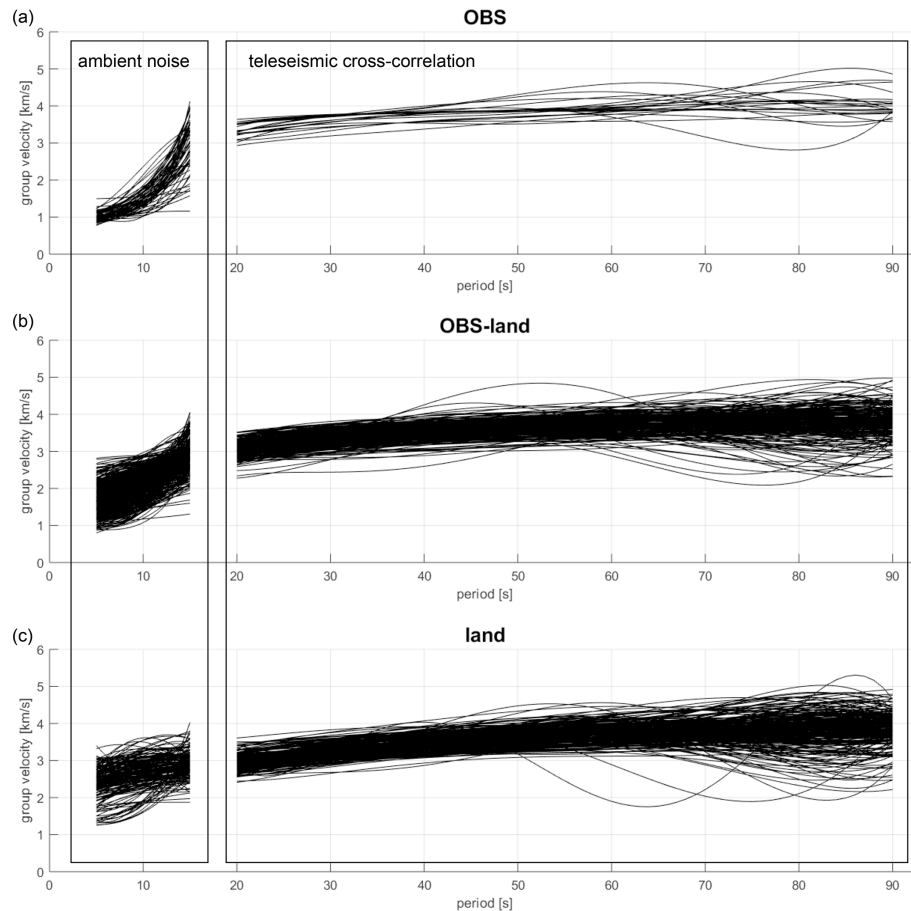 (a)
OBS
ambient noise
teleseismic cross-correlation
group velocity [km/s]
6
5
4
3
2
1
0
0 10 20 30 40 50 60 70 80 90
period [s]
(b)
OBS-land
group velocity [km/s]
6
5
4
3
2
1
0
0 10 20 30 40 50 60 70 80 90
period [s]
(c)
land
group velocity [km/s]
6
5
4
3
2
1
0
0 10 20 30 40 50 60 70 80 90
period [s]